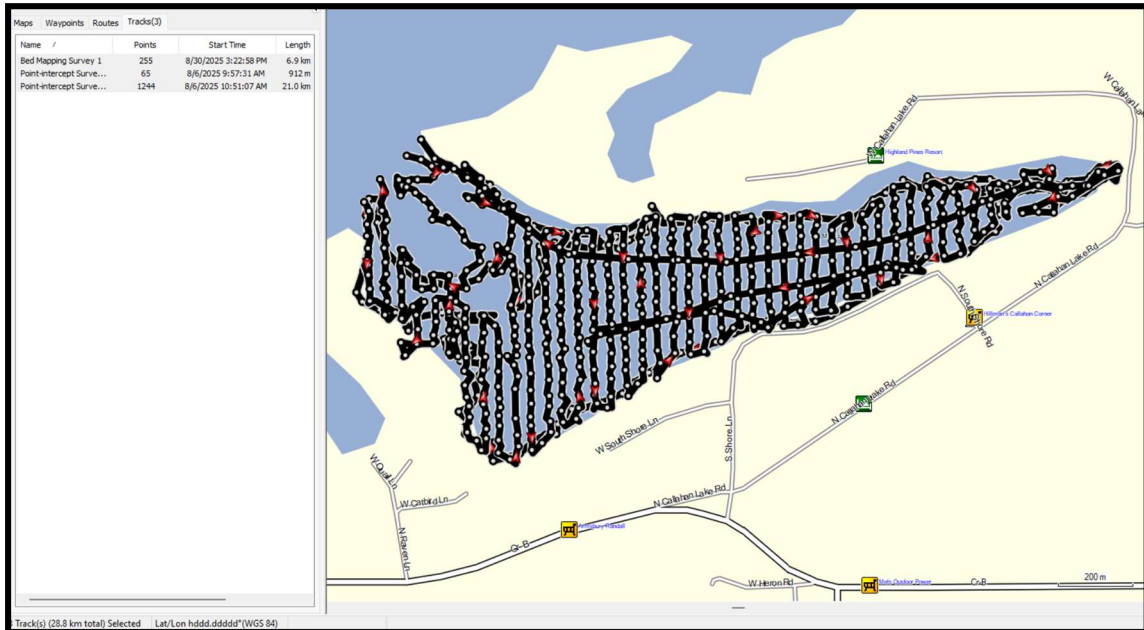 Maps Waypoints Routes Tracks(3)
Name / Points Start Time Length
Bed Mapping Survey 1 255 8/30/2025 3:22:58 PM 6.9 km
Point-intercept Surve... 65 8/6/2025 9:57:31 AM 912 m
Point-intercept Surve... 1244 8/6/2025 10:51:07 AM 21.0 km
W Callahan Lake
W Callahan Lake Rd
Highland Pines Resort
N Callahan Lake Rd
N South Shore Rd
Hillman's Callahan Corner
N Callahan Lake Rd
W South Shore Ln
S Shore Ln
W Quail Ln
W Catbird Ln
N Callahan Lake Rd
N Raven Ln
Cr-B
W Heron Rd
Cr-B
200 m
Track(s) (28.8 km total) Selected Lat/Lon hddd.ddddd°(WGS 84)